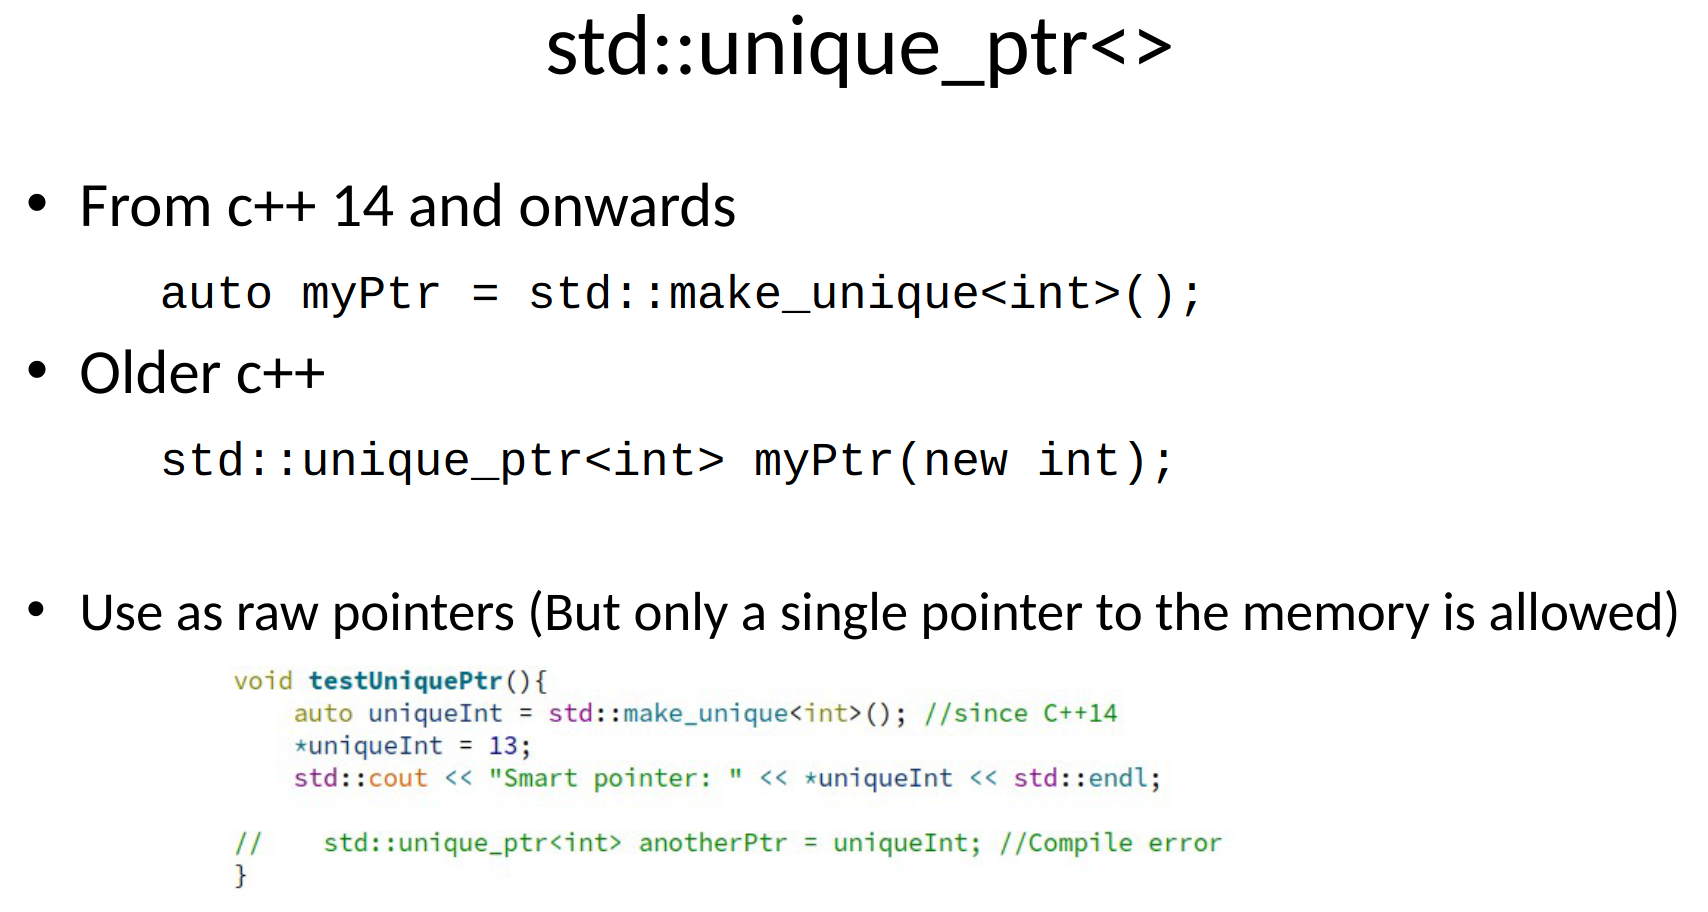 std::unique_ptr<>
• From c++ 14 and onwards
auto myPtr = std::make_unique<int>();
• Older c++
std::unique_ptr<int> myPtr(new int);
• Use as raw pointers (But only a single pointer to the memory is allowed)
void testUniquePtr(){
    auto uniqueInt = std::make_unique<int>(); //since C++14
    *uniqueInt = 13;
    std::cout << "Smart pointer: " << *uniqueInt << std::endl;
//    std::unique_ptr<int> anotherPtr = uniqueInt; //Compile error
}